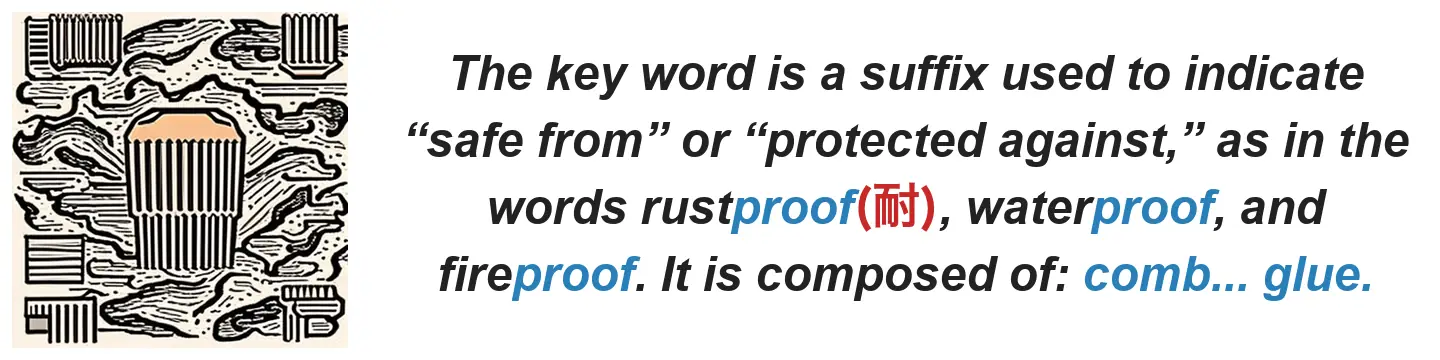 The key word is a suffix used to indicate
“safe from” or “protected against,” as in the
words rustproof(耐), waterproof, and
fireproof. It is composed of: comb... glue.